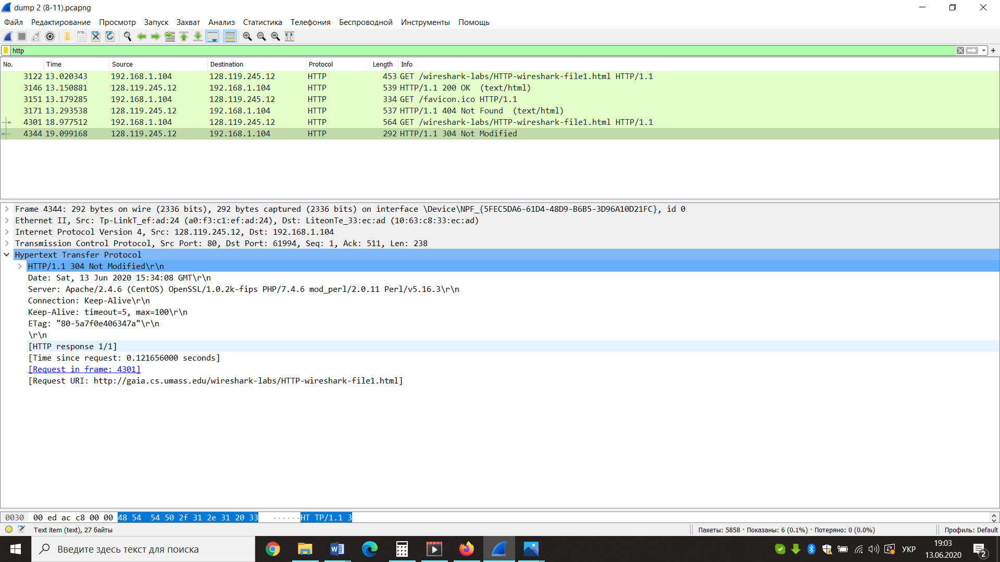 dump 2 (8-11).pcapng
Файл Редактирование Просмотр Запуск Захват Анализ Статистика Телефония Беспроводной Инструменты Помощь
http
No. Time Source Destination Protocol Length Info
3122 13.020343 192.168.1.104 128.119.245.12 HTTP 453 GET /wireshark-labs/HTTP-wireshark-file1.html HTTP/1.1
3146 13.150881 128.119.245.12 192.168.1.104 HTTP 539 HTTP/1.1 200 OK (text/html)
3151 13.179285 192.168.1.104 128.119.245.12 HTTP 334 GET /favicon.ico HTTP/1.1
3171 13.293538 128.119.245.12 192.168.1.104 HTTP 537 HTTP/1.1 404 Not Found (text/html)
4301 18.977512 192.168.1.104 128.119.245.12 HTTP 564 GET /wireshark-labs/HTTP-wireshark-file1.html HTTP/1.1
4344 19.099168 128.119.245.12 192.168.1.104 HTTP 292 HTTP/1.1 304 Not Modified
Frame 4344: 292 bytes on wire (2336 bits), 292 bytes captured (2336 bits) on interface \Device\NPF_{5FEC5DA6-61D4-48D9-B6B5-3D96A10D21FC}, id 0
Ethernet II, Src: Tp-LinkT_ef:ad:24 (a0:f3:c1:ef:ad:24), Dst: LiteonTe_33:ec:ad (10:63:c8:33:ec:ad)
Internet Protocol Version 4, Src: 128.119.245.12, Dst: 192.168.1.104
Transmission Control Protocol, Src Port: 80, Dst Port: 61994, Seq: 1, Ack: 511, Len: 238
Hypertext Transfer Protocol
HTTP/1.1 304 Not Modified\r\n
Date: Sat, 13 Jun 2020 15:34:08 GMT\r\n
Server: Apache/2.4.6 (CentOS) OpenSSL/1.0.2k-fips PHP/7.4.6 mod_perl/2.0.11 Perl/v5.16.3\r\n
Connection: Keep-Alive\r\n
Keep-Alive: timeout=5, max=100\r\n
ETag: "80-5a7f0e406347a"\r\n
\r\n
[HTTP response 1/1]
[Time since request: 0.121656000 seconds]
[Request in frame: 4301]
[Request URI: http://gaia.cs.umass.edu/wireshark-labs/HTTP-wireshark-file1.html]
0030 00 ed ac c8 00 00 48 54 54 50 2f 31 2e 31 20 33 ······HT TP/1.1 3
Text item (text), 27 байты Пакеты: 5858 · Показаны: 6 (0.1%) · Потеряно: 0 (0.0%) Профиль: Default
Введите здесь текст для поиска УКР 19:03
13.06.2020 2